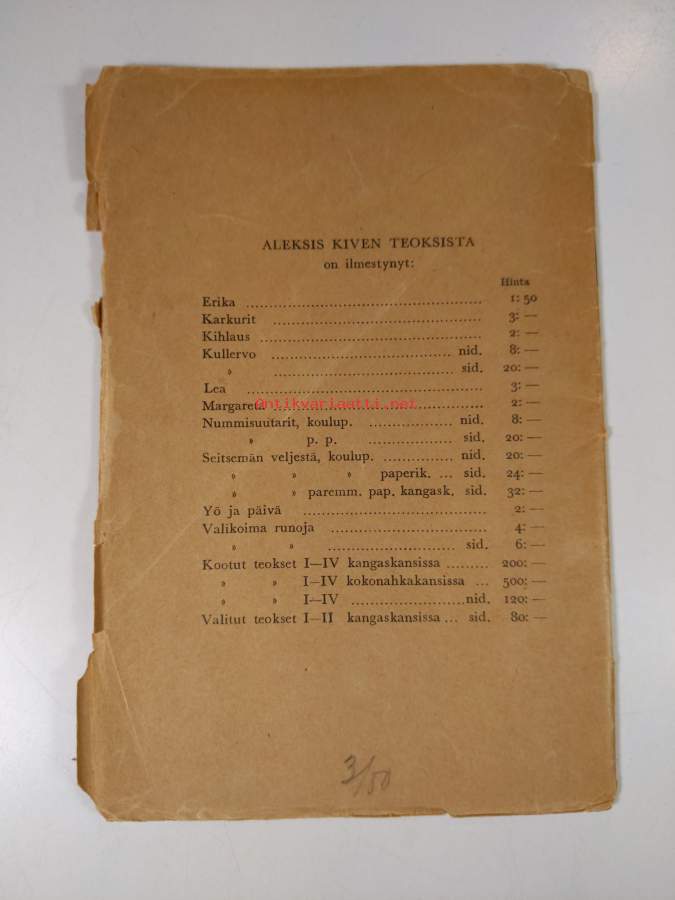 ALEKSIS KIVEN TEOKSISTA
on ilmestynyt:
Hinta
Erika ........................................ 1: 50
Karkurit ........................................ 3: —
Kihlaus ........................................ 2: —
Kullervo .............................. nid. 8: —
» .............................. sid. 20: —
Lea ........................................ 3: —
Margareta ........................................ 2: —
Antikvariaatti.net
Nummisuutarit, koulup. .............. nid. 8: —
» p. p. .............. sid. 20: —
Seitsemän veljestä, koulup. ............ nid. 20: —
» » » paperik. ... sid. 24: —
» » paremm. pap. kangask. sid. 32: —
Yö ja päivä .............................. 2: —
Valikoima runoja .............................. 4: —
» » ...................... sid. 6: —
Kootut teokset I—IV kangaskansissa ......... 200: —
» » I—IV kokonahkakansissa ... 500: —
» » I—IV ....................nid. 120: —
Valitut teokset I—II kangaskansissa ... sid. 80: —
3/50